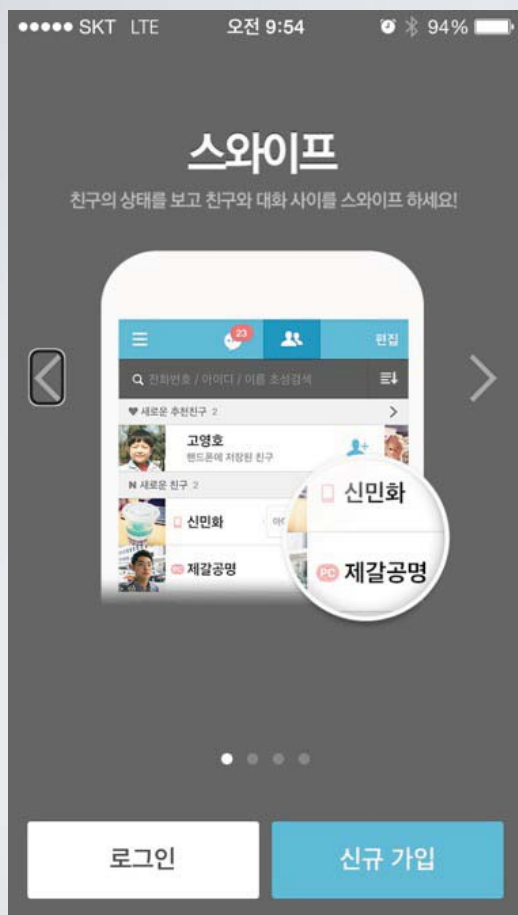 SKT LTE 오전 9:54 94%
스와이프
친구의 상태를 보고 친구와 대화 사이를 스와이프 하세요!
23 편집
전화번호 / 아이디 / 이름 초성검색
새로운 추천친구 2
고영호
핸드폰에 저장된 친구
N 새로운 친구 2
신민화
신민화
PC 제갈공명
PC 제갈공명
로그인 신규 가입